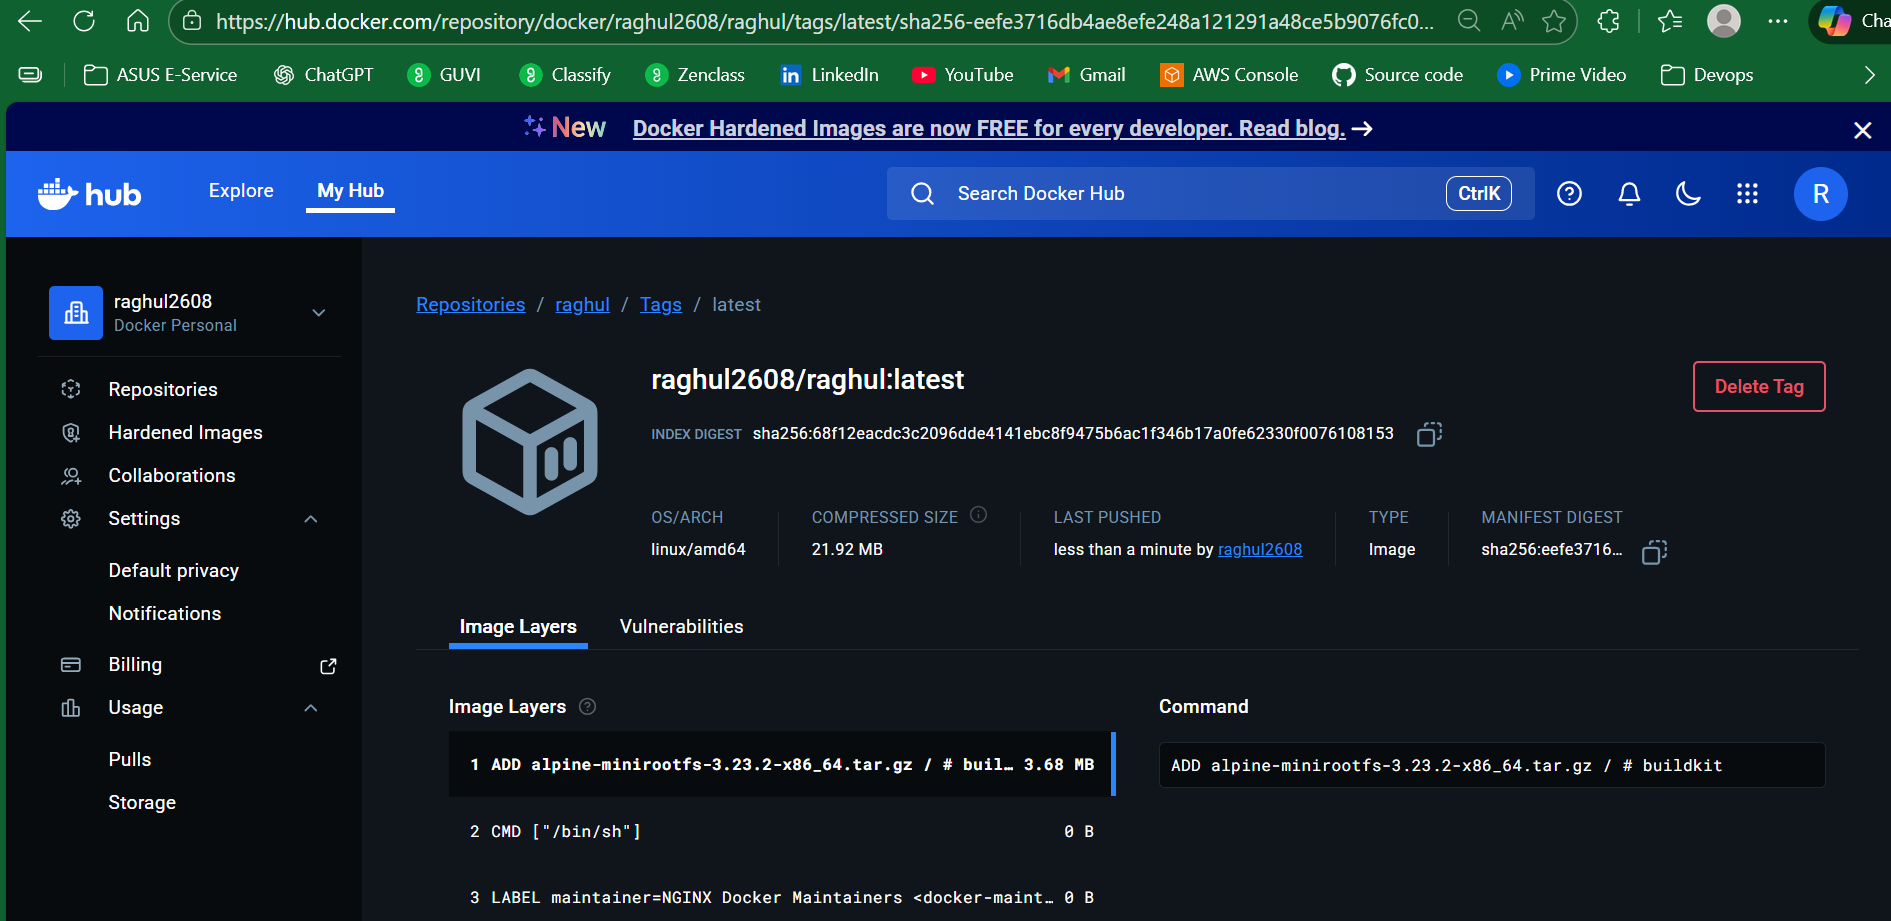 https://hub.docker.com/repository/docker/raghul2608/raghul/tags/latest/sha256-eefe3716db4ae8efe248a121291a48ce5b9076fc0...
Cha
ASUS E-Service ChatGPT GUVI Classify Zenclass LinkedIn YouTube Gmail AWS Console Source code Prime Video Devops
New Docker Hardened Images are now FREE for every developer. Read blog.
hub Explore My Hub Search Docker Hub CtrlK R
raghul2608
Docker Personal
Repositories
Hardened Images
Collaborations
Settings
Default privacy
Notifications
Billing
Usage
Pulls
Storage
Repositories / raghul / Tags / latest
raghul2608/raghul:latest
Delete Tag
INDEX DIGEST sha256:68f12eacdc3c2096dde4141ebc8f9475b6ac1f346b17a0fe62330f0076108153
OS/ARCH COMPRESSED SIZE LAST PUSHED TYPE MANIFEST DIGEST
linux/amd64 21.92 MB less than a minute by raghul2608 Image sha256:eefe3716...
Image Layers Vulnerabilities
Image Layers
1 ADD alpine-minirootfs-3.23.2-x86_64.tar.gz / # buil... 3.68 MB
2 CMD ["/bin/sh"] 0 B
3 LABEL maintainer=NGINX Docker Maintainers <docker-maint... 0 B
Command
ADD alpine-minirootfs-3.23.2-x86_64.tar.gz / # buildkit